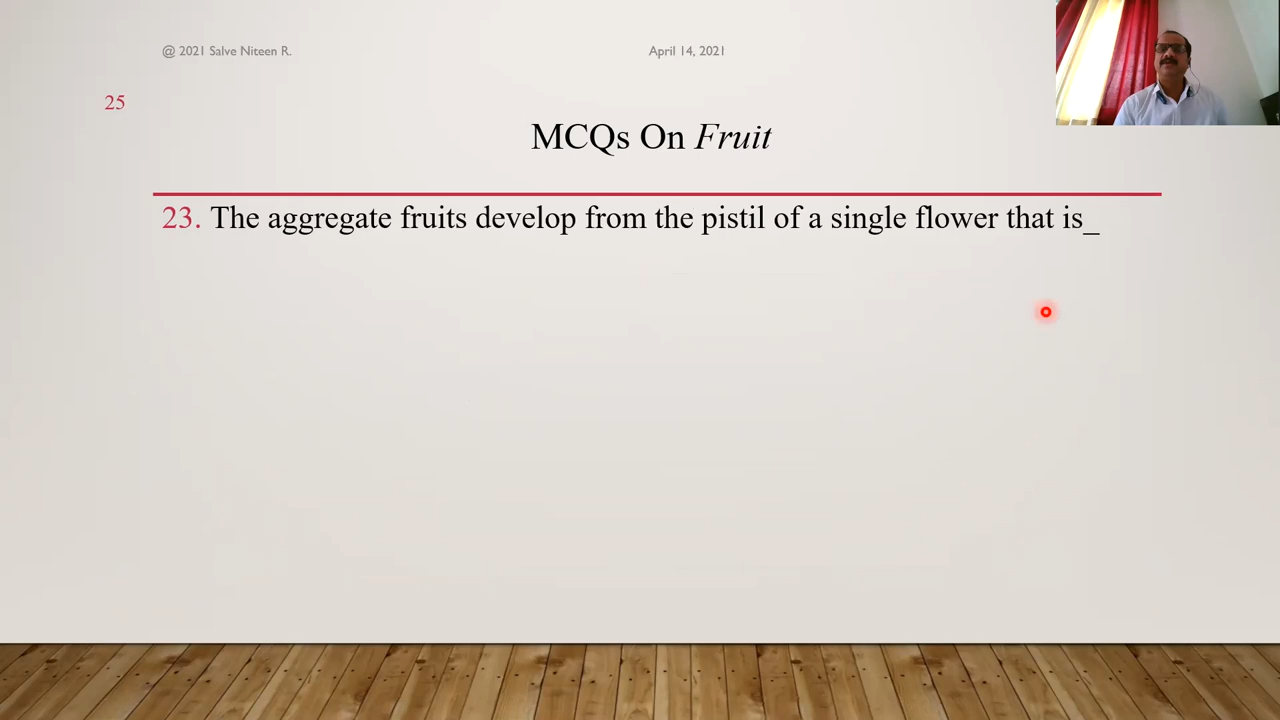 @ 2021 Salve Niteen R.
April 14, 2021
25
MCQs On Fruit
23. The aggregate fruits develop from the pistil of a single flower that is_